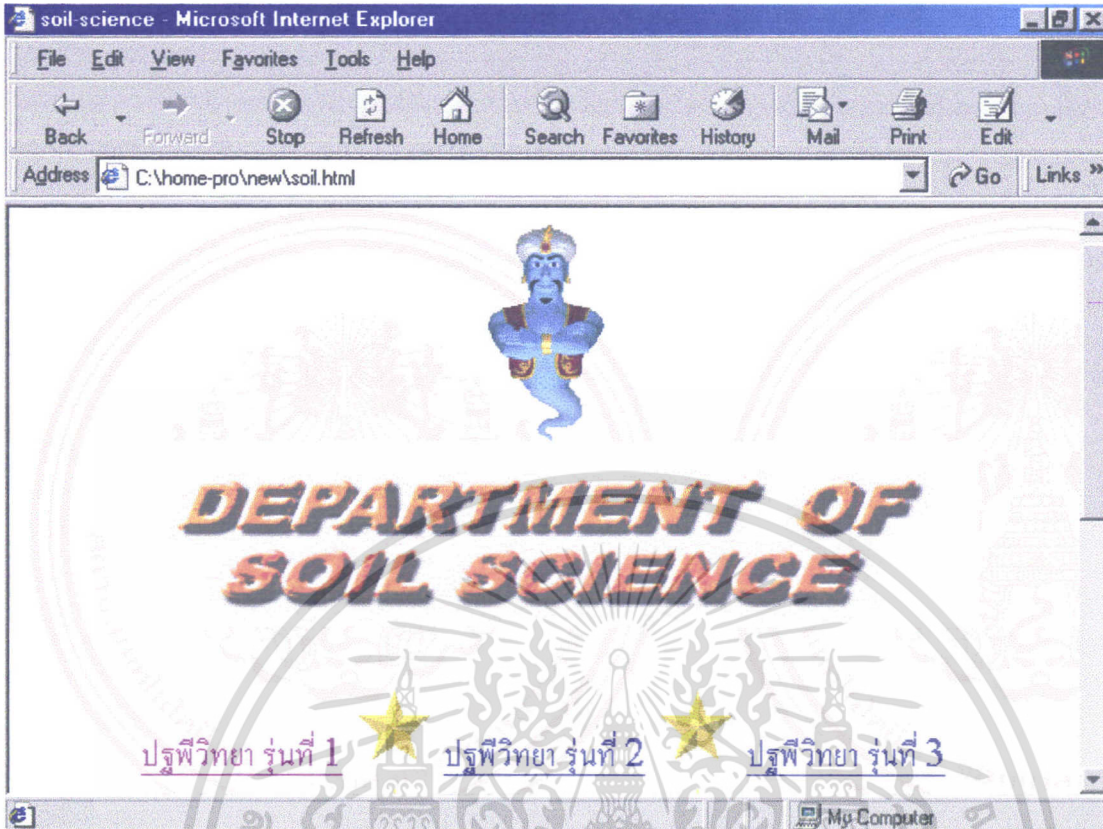 soil-science - Microsoft Internet Explorer
File Edit View Favorites Tools Help
Back Forward Stop Refresh Home Search Favorites History Mail Print Edit
Address C:\home-pro\new\soil.html Go Links »
DEPARTMENT OF
SOIL SCIENCE
ปฐพีวิทยา รุ่นที่ 1 ปฐพีวิทยา รุ่นที่ 2 ปฐพีวิทยา รุ่นที่ 3
My Computer